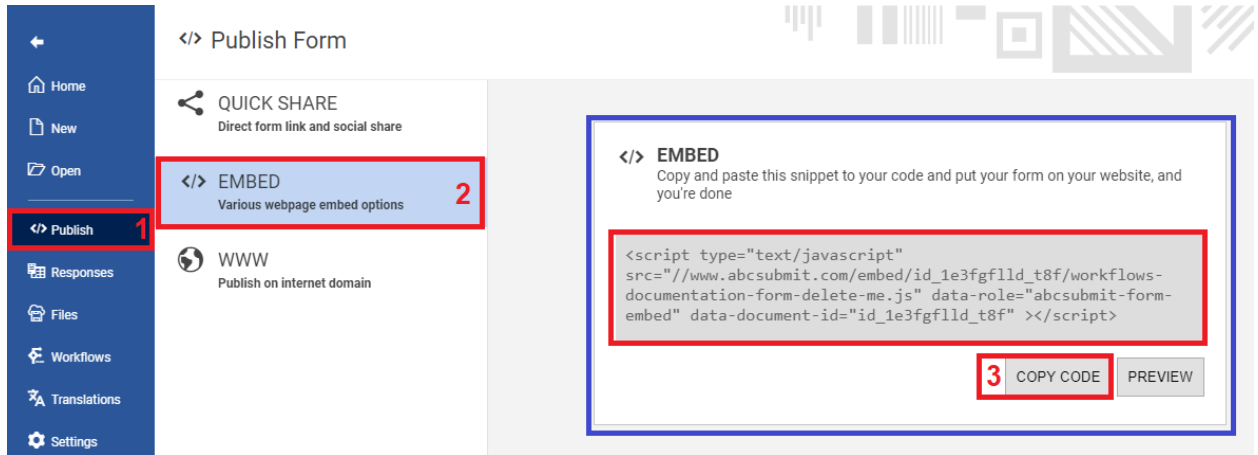 </> Publish Form
Home
New
Open
</> Publish
1
Responses
Files
Workflows
Translations
Settings
QUICK SHARE
Direct form link and social share
</> EMBED
Various webpage embed options
2
WWW
Publish on internet domain
</> EMBED
Copy and paste this snippet to your code and put your form on your website, and
you're done
<script type="text/javascript"
src="//www.abcsubmit.com/embed/id_1e3fgflld_t8f/workflows-
documentation-form-delete-me.js" data-role="abcsubmit-form-
embed" data-document-id="id_1e3fgflld_t8f" ></script>
3 COPY CODE
PREVIEW